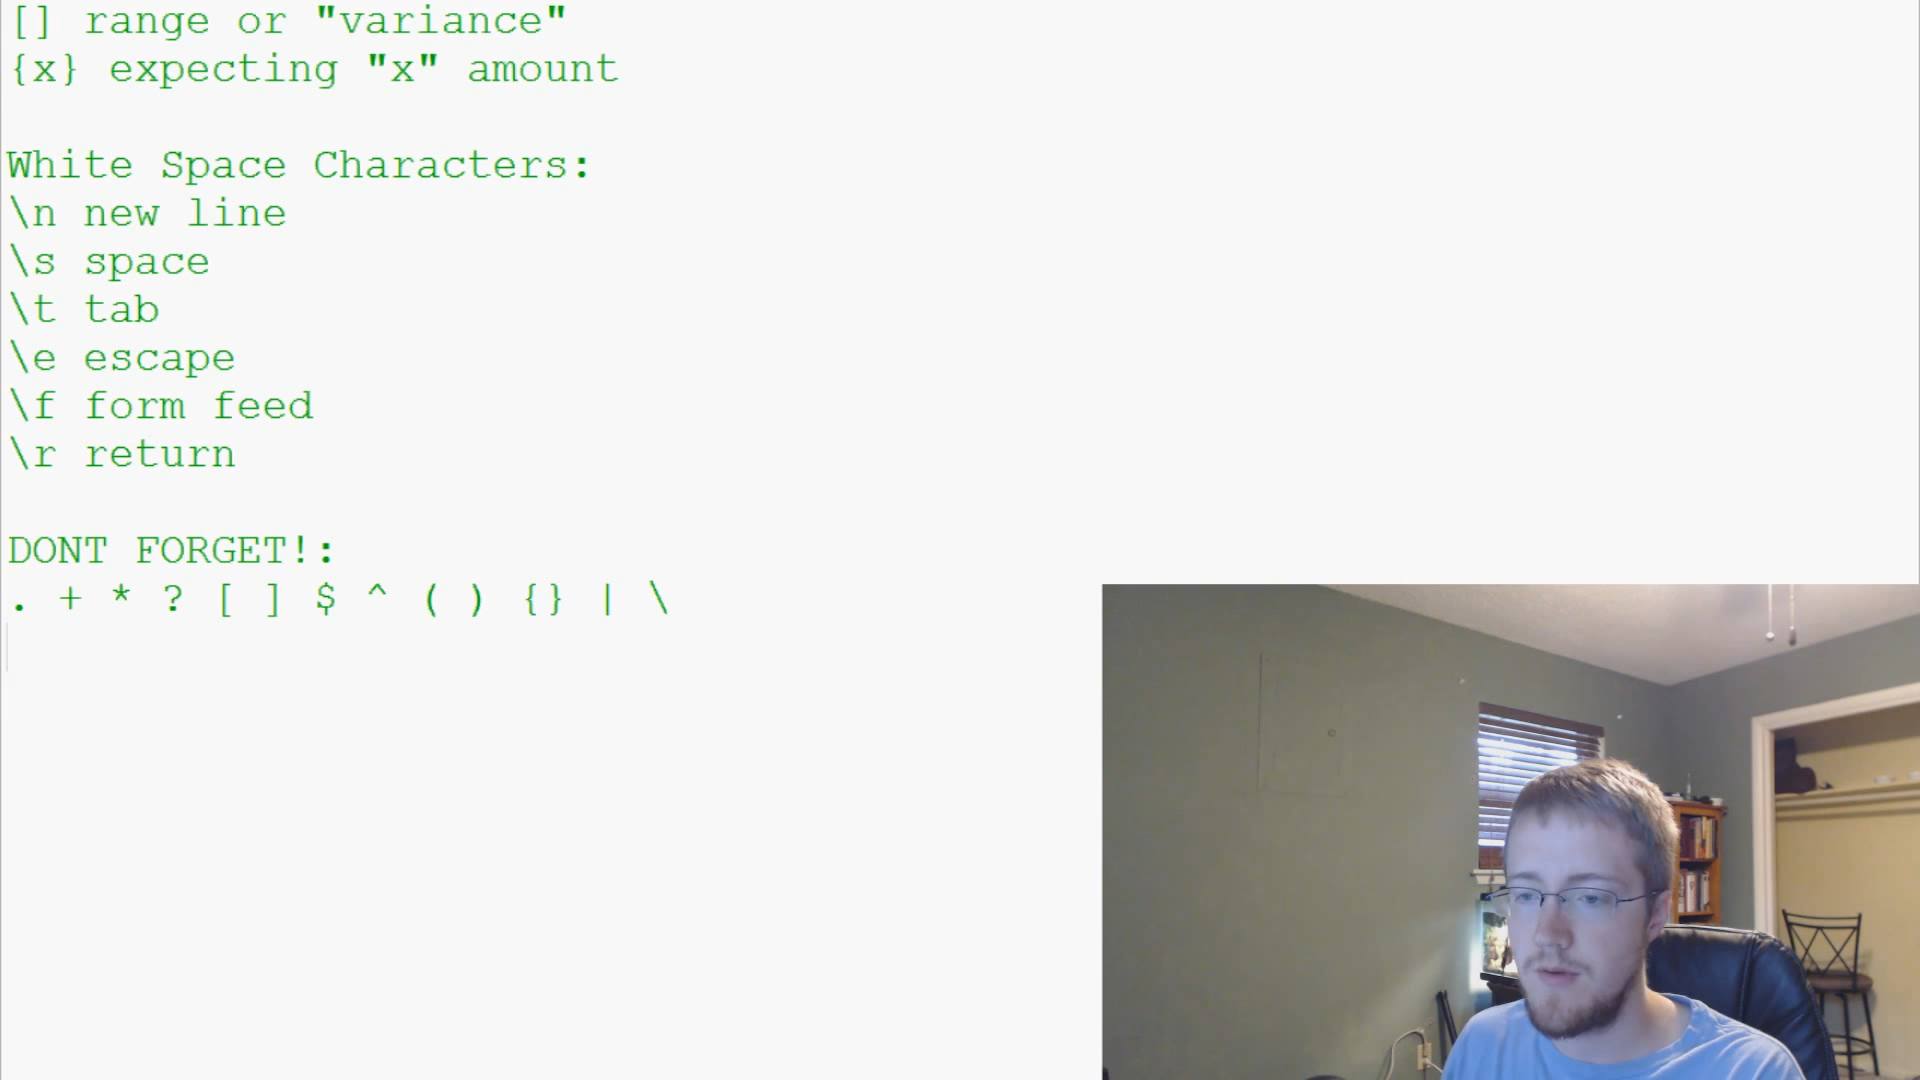 [] range or "variance"
{x} expecting "x" amount
White Space Characters:
\n new line
\s space
\t tab
\e escape
\f form feed
\r return
DONT FORGET!:
. + * ? [ ] $ ^ ( ) {} | \